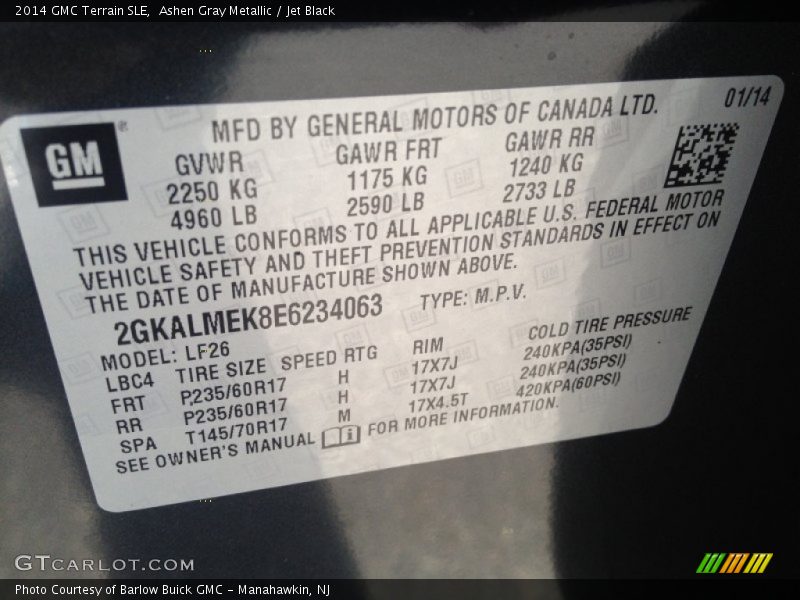 2014 GMC Terrain SLE,  Ashen Gray Metallic / Jet Black
01/14
GM®
MFD BY GENERAL MOTORS OF CANADA LTD.
GVWR GAWR FRT GAWR RR
2250 KG 1175 KG 1240 KG
4960 LB 2590 LB 2733 LB
THIS VEHICLE CONFORMS TO ALL APPLICABLE U.S. FEDERAL MOTOR
VEHICLE SAFETY AND THEFT PREVENTION STANDARDS IN EFFECT ON
THE DATE OF MANUFACTURE SHOWN ABOVE.
2GKALMEK8E6234063 TYPE: M.P.V.
MODEL: LF26
LBC4 TIRE SIZE SPEED RTG RIM COLD TIRE PRESSURE
FRT P235/60R17 H 17X7J 240KPA(35PSI)
RR P235/60R17 H 17X7J 240KPA(35PSI)
SPA T145/70R17 M 17X4.5T 420KPA(60PSI)
SEE OWNER'S MANUAL FOR MORE INFORMATION.
GTCARLOT.COM
Photo Courtesy of Barlow Buick GMC - Manahawkin, NJ